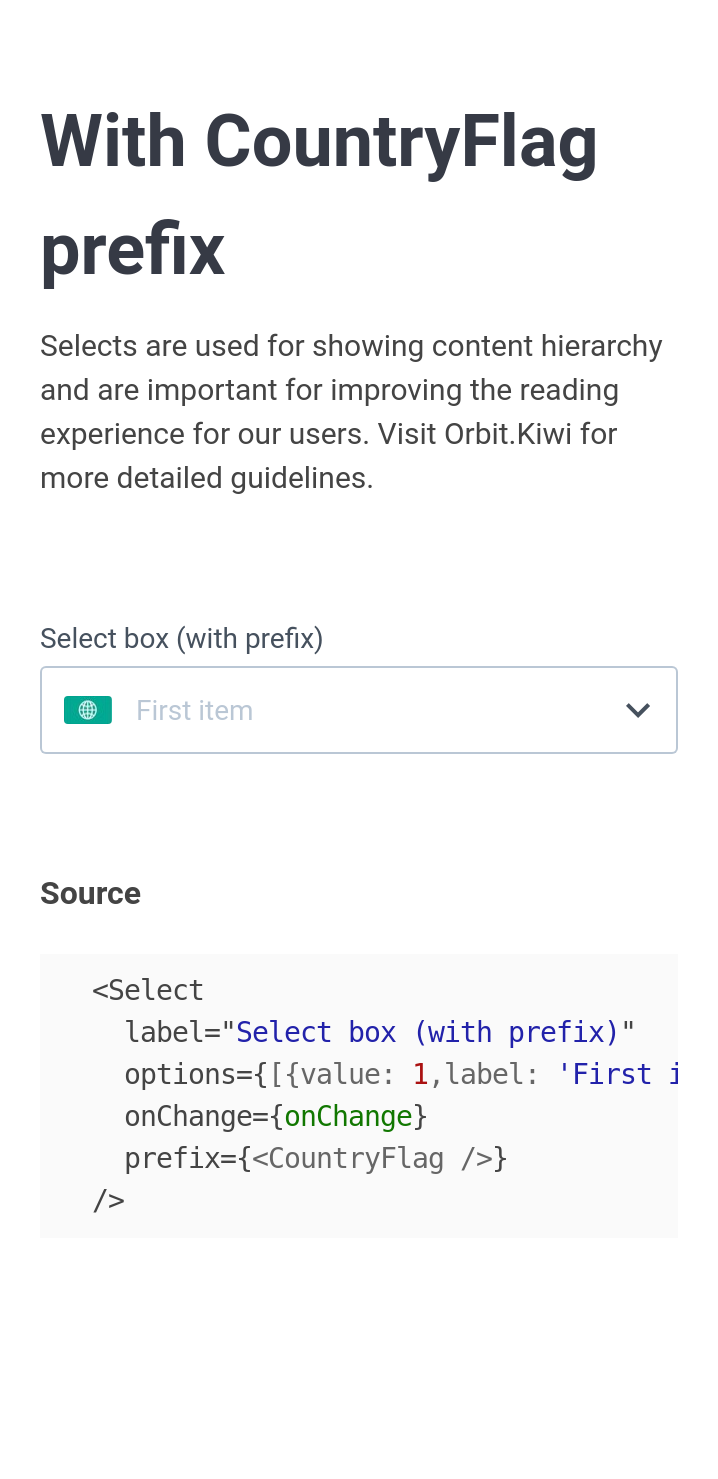 With CountryFlag
prefix
Selects are used for showing content hierarchy
and are important for improving the reading
experience for our users. Visit Orbit.Kiwi for
more detailed guidelines.
Select box (with prefix)
First item
Source
<Select
label="Select box (with prefix)"
options={[{value: 1,label: 'First i
onChange={onChange}
prefix={<CountryFlag />}
/>